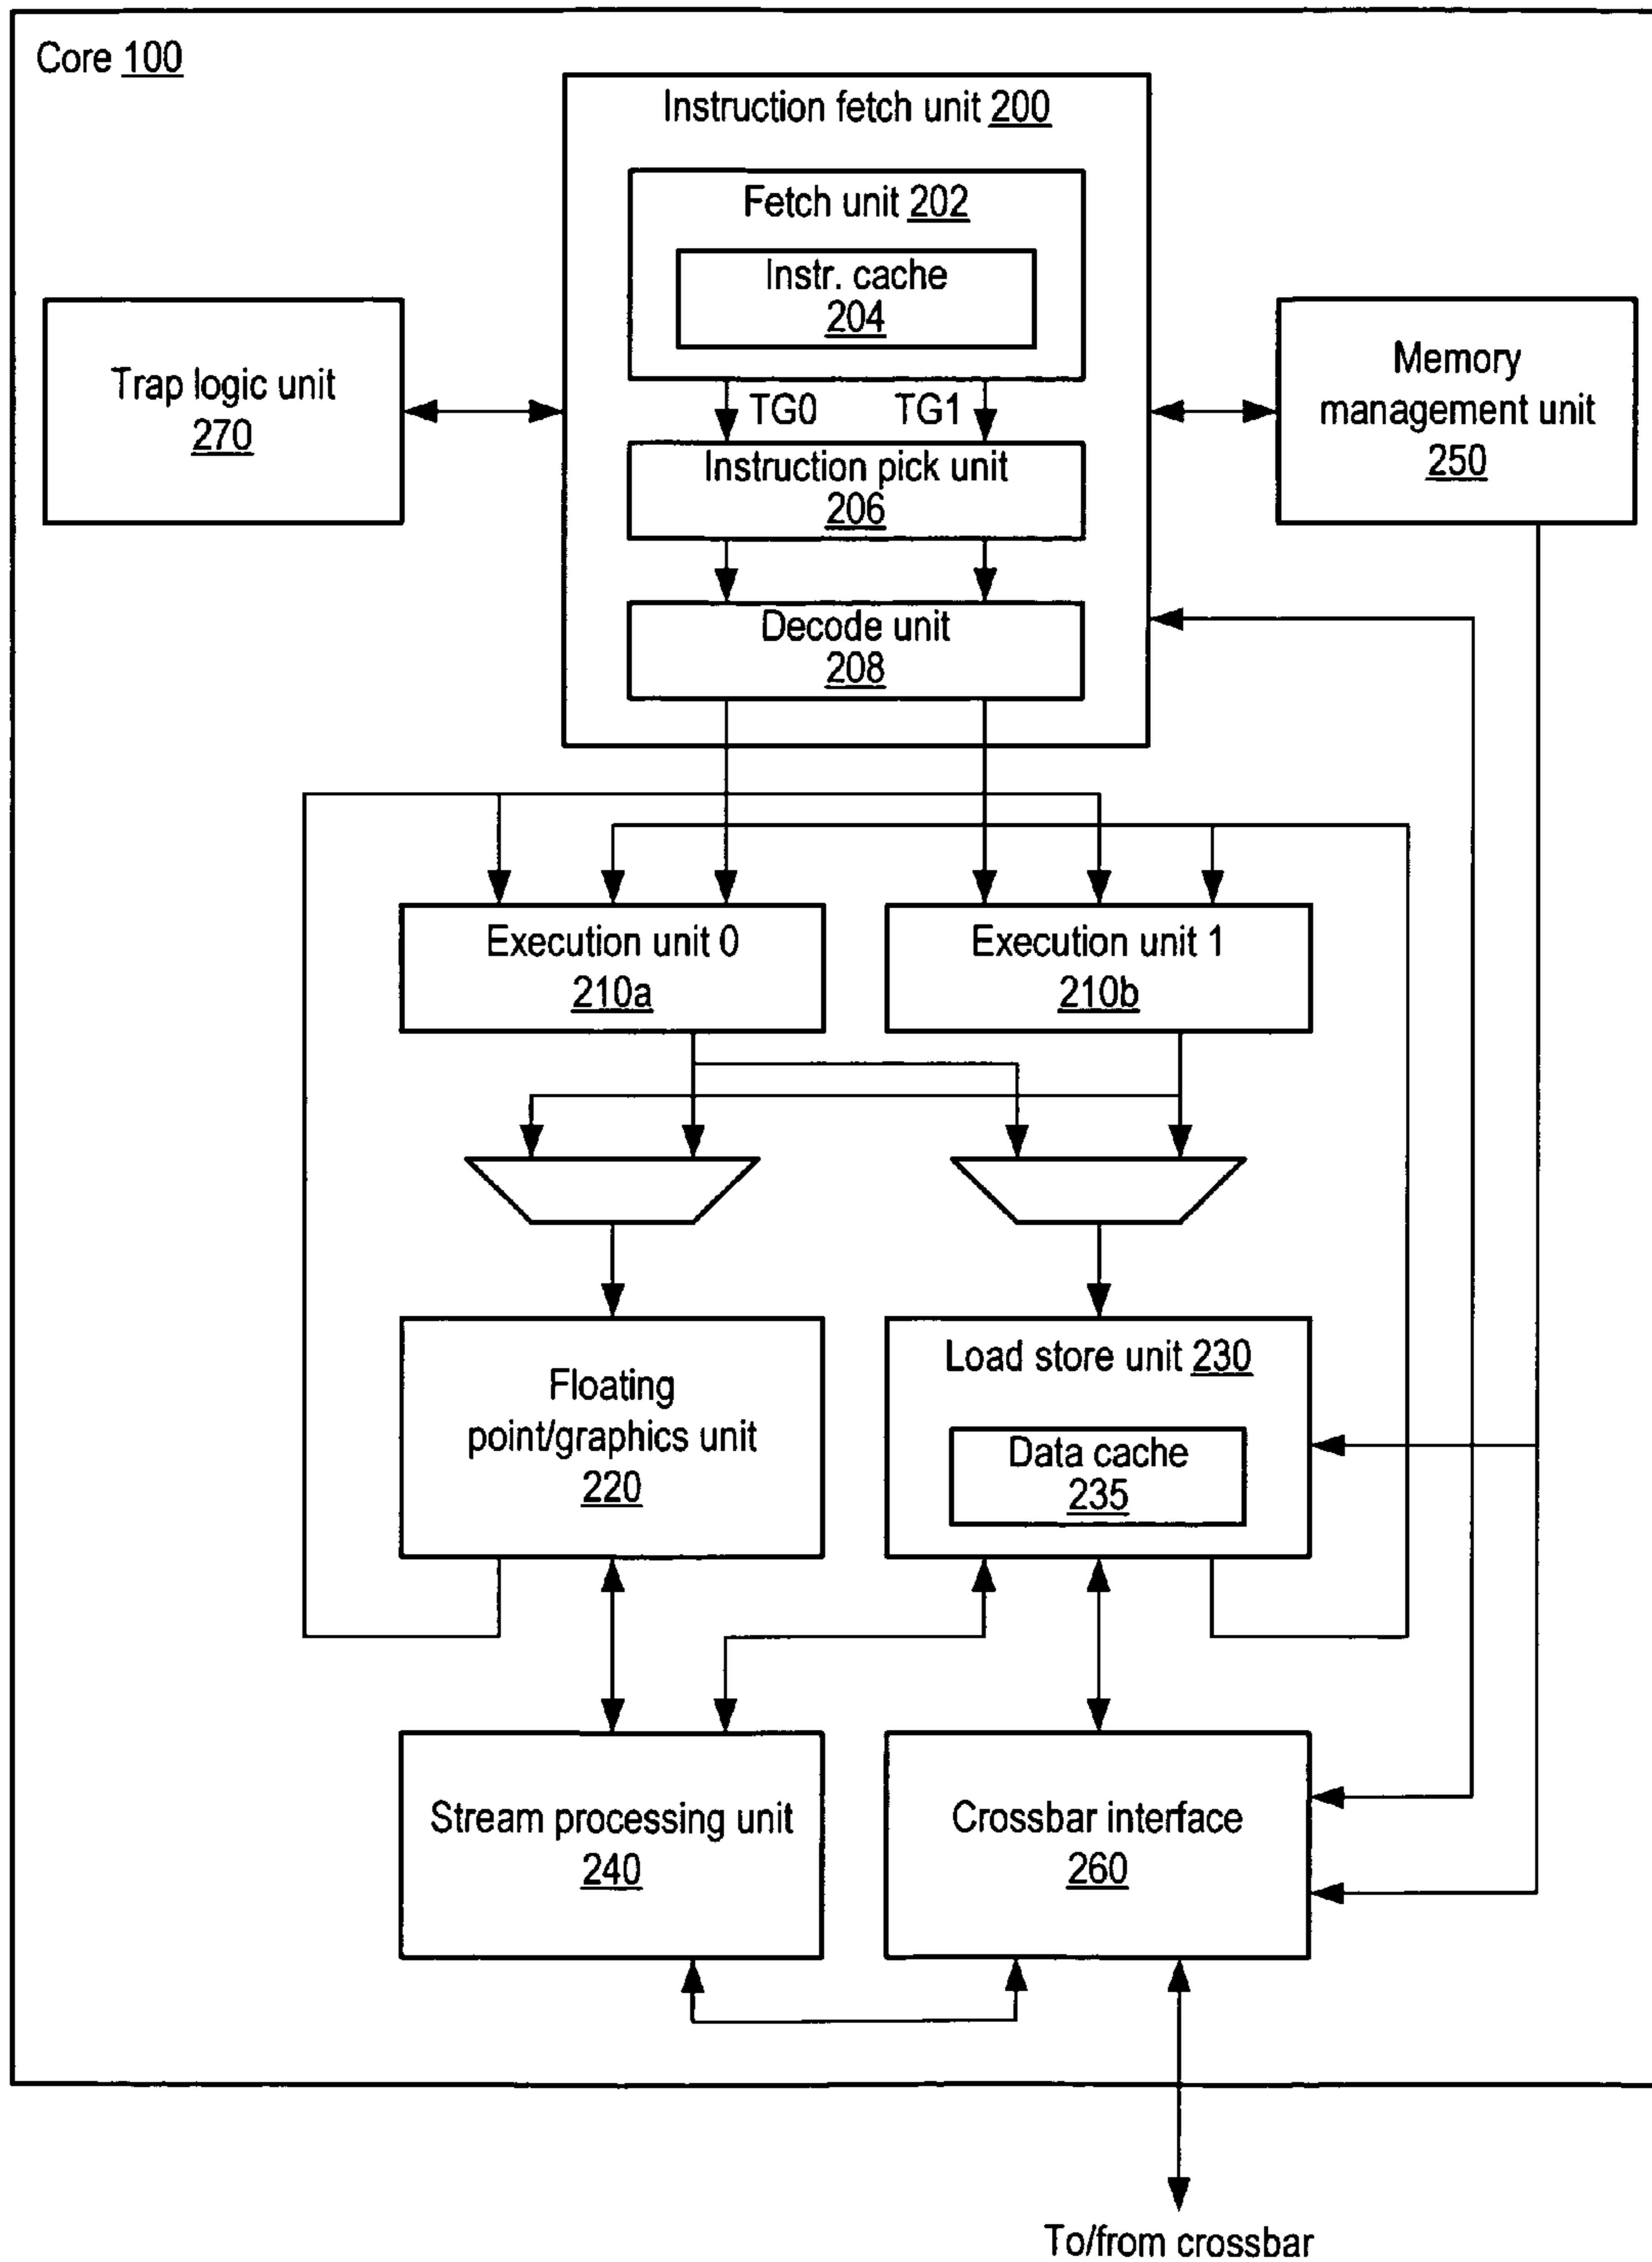 Core 100
Instruction fetch unit 200
Fetch unit 202
Instr. cache
204
Trap logic unit
270
Memory
management unit
250
TG0
TG1
Instruction pick unit
206
Decode unit
208
Execution unit 0
210a
Execution unit 1
210b
Floating
point/graphics unit
220
Load store unit 230
Data cache
235
Stream processing unit
240
Crossbar interface
260
To/from crossbar